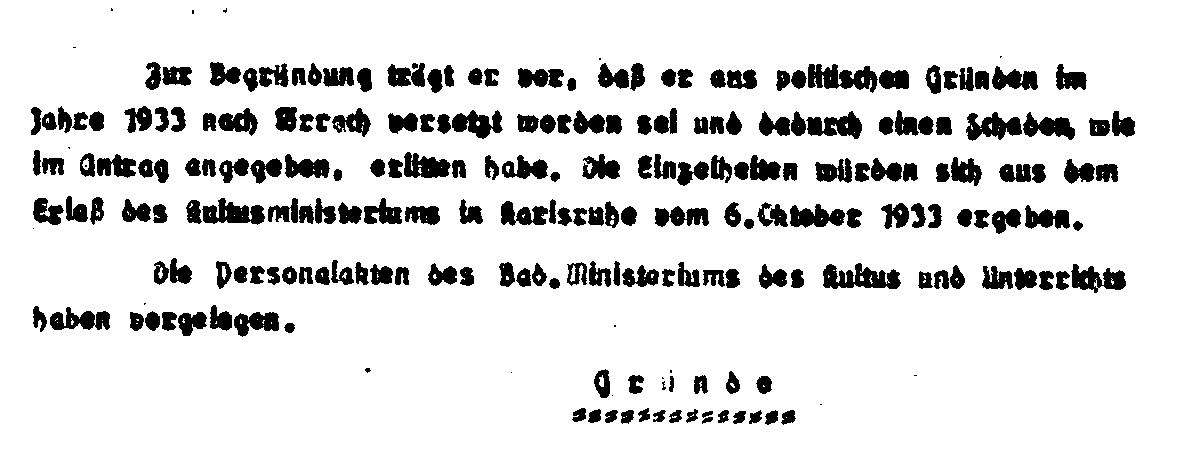 Zur Begründung trägt er vor, daß er aus politischen Gründen im
Jahre 1933 nach versetzt worden sei und dadurch einen Schaden, wie
im Antrag angegeben, erlitten habe. Die Einzelheiten würden sich aus dem
Erlaß des Kultusministeriums in Karlsruhe vom 6.Oktober 1933 ergeben.
Die Personalakten des Bad.Ministeriums des Kultus und Unterrichts
haben vorgelegen.
G r ü n d e